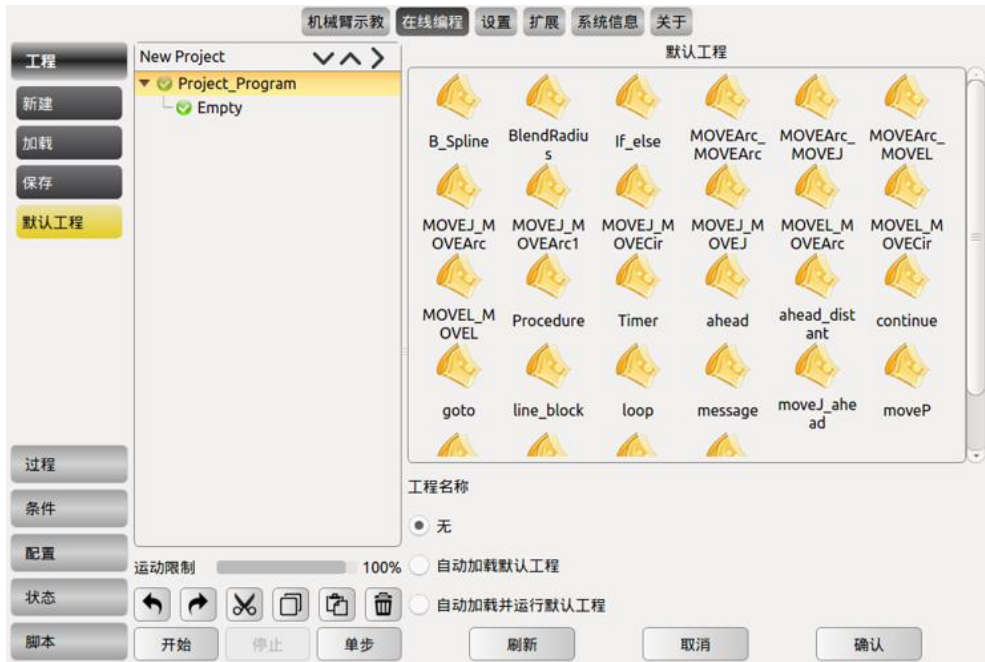 机械臂示教 在线编程 设置 扩展 系统信息 关于
工程
新建
加载
保存
默认工程
过程
条件
配置
状态
脚本
New Project
Project_Program
Empty
运动限制 100%
开始 停止 单步
默认工程
B_Spline BlendRadiu If_else MOVEArc_ MOVEArc_ MOVEArc_
s MOVEArc MOVEJ MOVEL
MOVEJ_M MOVEJ_M MOVEJ_M MOVEJ_M MOVEL_M MOVEL_M
OVEArc OVEArc1 OVECir OVEJ OVEArc OVECir
MOVEL_M Procedure Timer ahead ahead_dist continue
OVEL ant
goto line_block loop message moveJ_ahe moveP
ad
工程名称
无
自动加载默认工程
自动加载并运行默认工程
刷新 取消 确认